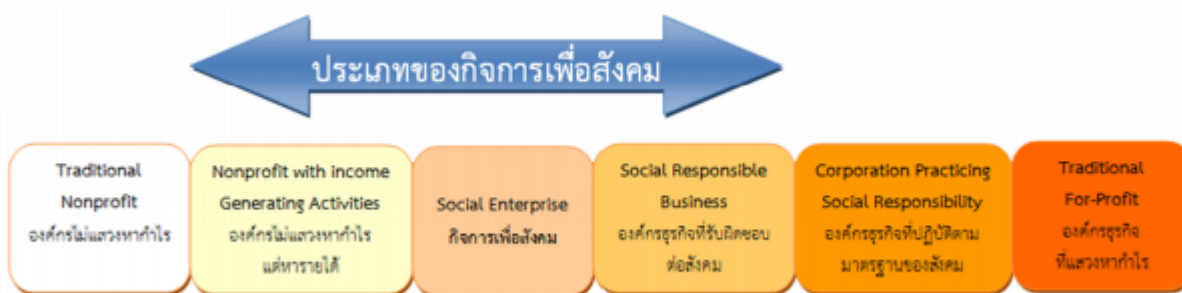 ประเภทของกิจการเพื่อสังคม
Traditional
Nonprofit
องค์กรไม่แสวงหากำไร
Nonprofit with income
Generating Activities
องค์กรไม่แสวงหากำไร
แต่หารายได้
Social Enterprise
กิจการเพื่อสังคม
Social Responsible
Business
องค์กรธุรกิจที่รับผิดชอบ
ต่อสังคม
Corporation Practicing
Social Responsibility
องค์กรธุรกิจที่ปฏิบัติตาม
มาตรฐานของสังคม
Traditional
For-Profit
องค์กรธุรกิจ
ที่แสวงหากำไร